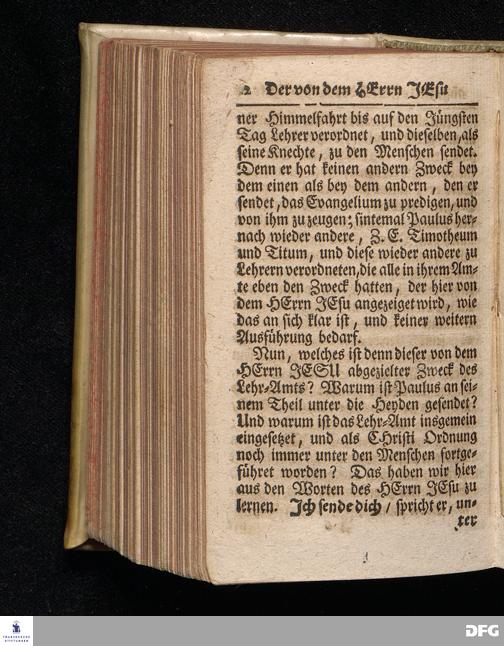 2 Der von dem HErrn JEsu
ner Himmelfahrt bis auf den Jüngsten
Tag Lehrer verordnet, und dieselben, als
seine Knechte, zu den Menschen sendet.
Denn er hat keinen andern Zweck bey
dem einen als bey dem andern, den er
sendet, das Evangelium zu predigen, und
von ihm zu zeugen; sintemal Paulus her-
nach wieder andere, Z. E. Timotheum
und Titum, und diese wieder andere zu
Lehrern verordneten, die alle in ihrem Am-
te eben den Zweck hatten, der hier von
dem HErrn JEsu angezeiget wird, wie
das an sich klar ist, und keiner weitern
Ausführung bedarf.
Nun, welches ist denn dieser von dem
HErrn JESU abgezielter Zweck des
Lehr-Amts? Warum ist Paulus an sei-
nem Theil unter die Heyden gesendet?
Und warum ist das Lehr-Amt insgemein
eingesetzet, und als CHristi Ordnung
noch immer unter den Menschen fortge-
führet worden? Das haben wir hier
aus den Worten des HErrn JEsu zu
lernen. Ich sende dich / spricht er, un-
ter
FRANCKESCHE
STIFTUNGEN
DFG